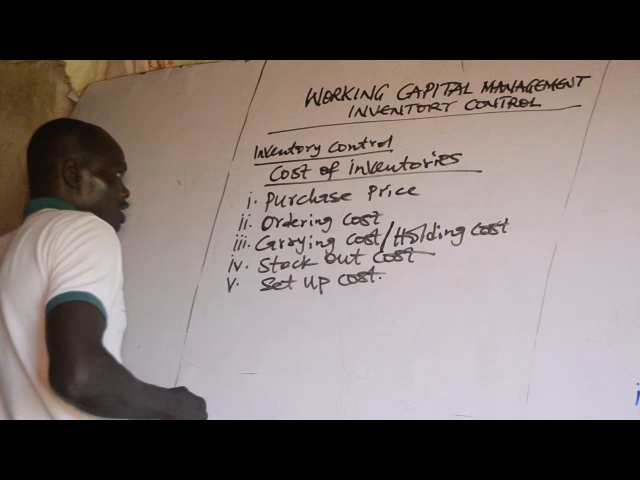 WORKING CAPITAL MANAGEMENT
INVENTORY CONTROL
Inventory control
Cost of inventories
i. Purchase Price
ii. Ordering cost
iii. Carrying cost/Holding cost
iv. Stock Out cost
v. Set up cost.